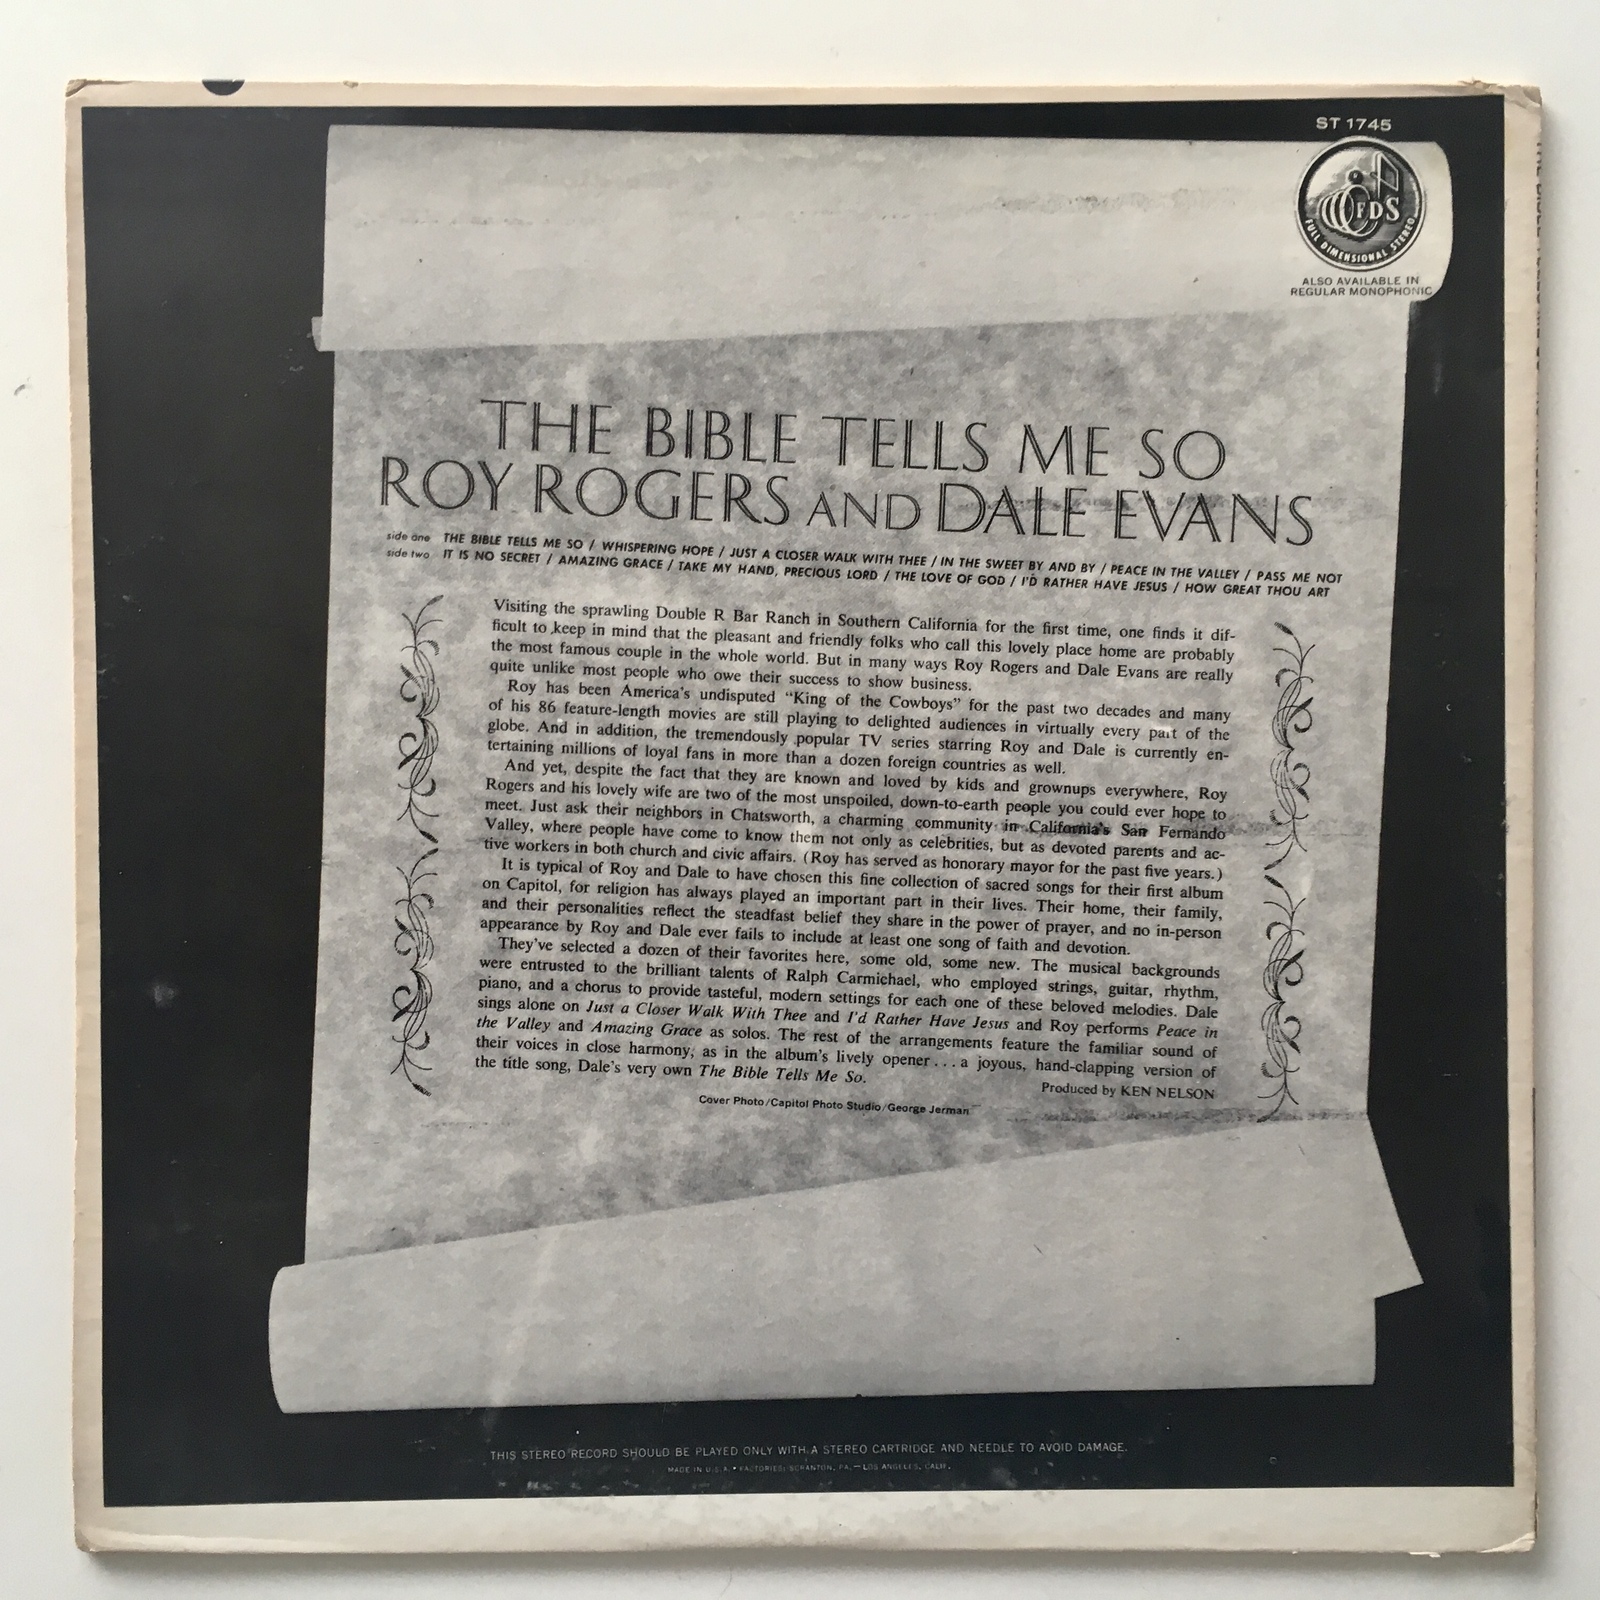 ST 1745
FDS
FULL DIMENSIONAL STEREO
ALSO AVAILABLE IN
REGULAR MONOPHONIC
THE BIBLE TELLS ME SO
ROY ROGERS AND DALE EVANS
side one THE BIBLE TELLS ME SO / WHISPERING HOPE / JUST A CLOSER WALK WITH THEE / IN THE SWEET BY AND BY / PEACE IN THE VALLEY / PASS ME NOT
side two IT IS NO SECRET / AMAZING GRACE / TAKE MY HAND, PRECIOUS LORD / THE LOVE OF GOD / I'D RATHER HAVE JESUS / HOW GREAT THOU ART
Visiting the sprawling Double R Bar Ranch in Southern California for the first time, one finds it dif-
ficult to keep in mind that the pleasant and friendly folks who call this lovely place home are probably
the most famous couple in the whole world. But in many ways Roy Rogers and Dale Evans are really
quite unlike most people who owe their success to show business.
Roy has been America's undisputed "King of the Cowboys" for the past two decades and many
of his 86 feature-length movies are still playing to delighted audiences in virtually every part of the
globe. And in addition, the tremendously popular TV series starring Roy and Dale is currently en-
tertaining millions of loyal fans in more than a dozen foreign countries as well.
And yet, despite the fact that they are known and loved by kids and grownups everywhere, Roy
Rogers and his lovely wife are two of the most unspoiled, down-to-earth people you could ever hope to
meet. Just ask their neighbors in Chatsworth, a charming community in California's San Fernando
Valley, where people have come to know them not only as celebrities, but as devoted parents and ac-
tive workers in both church and civic affairs. (Roy has served as honorary mayor for the past five years.)
It is typical of Roy and Dale to have chosen this fine collection of sacred songs for their first album
on Capitol, for religion has always played an important part in their lives. Their home, their family,
and their personalities reflect the steadfast belief they share in the power of prayer, and no in-person
appearance by Roy and Dale ever fails to include at least one song of faith and devotion.
They've selected a dozen of their favorites here, some old, some new. The musical backgrounds
were entrusted to the brilliant talents of Ralph Carmichael, who employed strings, guitar, rhythm,
piano, and a chorus to provide tasteful, modern settings for each one of these beloved melodies. Dale
sings alone on Just a Closer Walk With Thee and I'd Rather Have Jesus and Roy performs Peace in
the Valley and Amazing Grace as solos. The rest of the arrangements feature the familiar sound of
their voices in close harmony, as in the album's lively opener . . . a joyous, hand-clapping version of
the title song, Dale's very own The Bible Tells Me So.
Produced by KEN NELSON
Cover Photo/Capitol Photo Studio/George Jerman
THIS STEREO RECORD SHOULD BE PLAYED ONLY WITH A STEREO CARTRIDGE AND NEEDLE TO AVOID DAMAGE.
MADE IN U.S.A. • FACTORIES: SCRANTON, PA.—LOS ANGELES, CALIF.